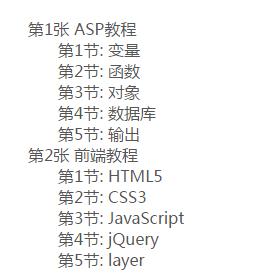 第1张 ASP教程
第1节: 变量
第2节: 函数
第3节: 对象
第4节: 数据库
第5节: 输出
第2张 前端教程
第1节: HTML5
第2节: CSS3
第3节: JavaScript
第4节: jQuery
第5节: layer